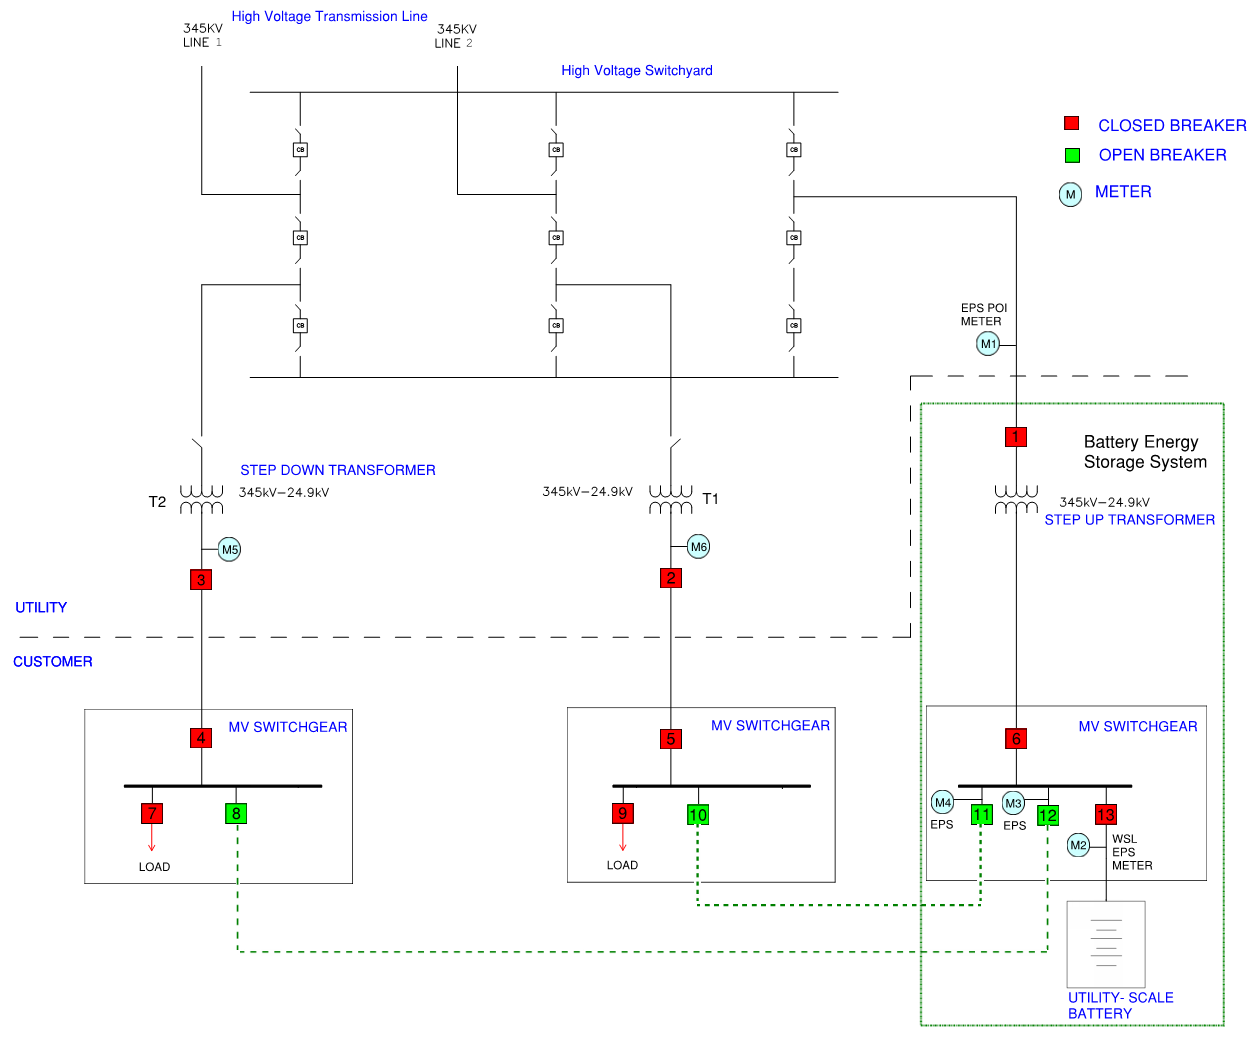 High Voltage Transmission Line
345KV
LINE 1
345KV
LINE 2
High Voltage Switchyard
CLOSED BREAKER
OPEN BREAKER
M
METER
CB
CB
CB
CB
CB
CB
CB
CB
CB
EPS POI
METER
M1
1
Battery Energy
Storage System
STEP DOWN TRANSFORMER
345kV-24.9kV
T2
345kV-24.9kV
T1
345kV-24.9kV
STEP UP TRANSFORMER
M5
M6
3
2
UTILITY
CUSTOMER
MV SWITCHGEAR
4
MV SWITCHGEAR
5
MV SWITCHGEAR
6
7
8
LOAD
9
10
LOAD
M4
EPS
11
M3
EPS
12
13
M2
WSL
EPS
METER
UTILITY- SCALE
BATTERY